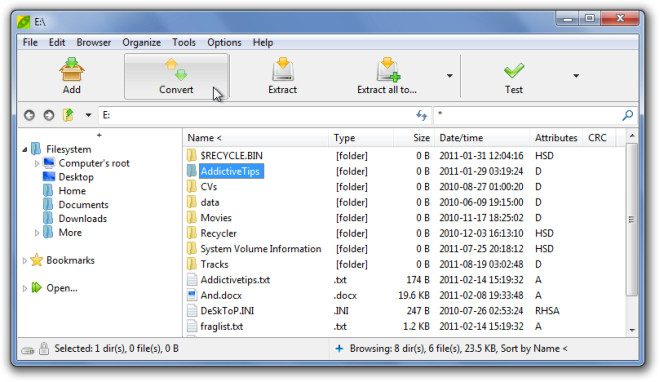 E:\
File Edit Browser Organize Tools Options Help
Add Convert Extract Extract all to... Test
E: *
Name < Type Size Date/time Attributes CRC
Filesystem
Computer's root
Desktop
Home
Documents
Downloads
More
Bookmarks
Open...
$RECYCLE.BIN [folder] 0 B 2011-01-31 12:04:16 HSD
AddictiveTips [folder] 0 B 2011-01-29 03:19:24 D
CVs [folder] 0 B 2010-08-27 01:00:20 D
data [folder] 0 B 2010-06-09 19:15:00 D
Movies [folder] 0 B 2010-11-17 18:25:02 D
Recycler [folder] 0 B 2010-12-03 16:13:10 HSD
System Volume Information [folder] 0 B 2011-07-25 20:18:12 HSD
Tracks [folder] 0 B 2011-08-19 03:02:48 D
Addictivetips.txt .txt 174 B 2011-02-14 15:19:32 A
And.docx .docx 19.6 KB 2011-02-08 19:33:48 A
DeSkToP.INI .INI 247 B 2010-07-26 02:53:24 RHSA
fraglist.txt .txt 1.2 KB 2011-02-14 15:19:32 A
Selected: 1 dir(s), 0 file(s), 0 B
+ Browsing: 8 dir(s), 6 file(s), 23.5 KB, Sort by Name <